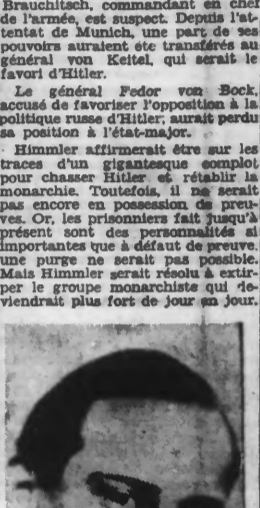 Brauchitsch, commandant en chef
de l'armée, est suspect. Depuis l'at-
tentat de Munich, une part de ses
pouvoirs auraient été transférés au
général von Keitel, qui serait le
favori d'Hitler.
Le général Fedor von Bock,
accusé de favoriser l'opposition à la
politique russe d'Hitler, aurait perdu
sa position à l'état-major.
Himmler affirmerait être sur les
traces d'un gigantesque complot
pour chasser Hitler et rétablir la
monarchie. Toutefois, il ne serait
pas encore en possession de preu-
ves. Or, les prisonniers fait jusqu'à
présent sont des personnalités si
importantes que à défaut de preuve,
une purge ne serait pas possible.
Mais Himmler serait résolu à extir-
per le groupe monarchiste qui de-
viendrait plus fort de jour en jour.